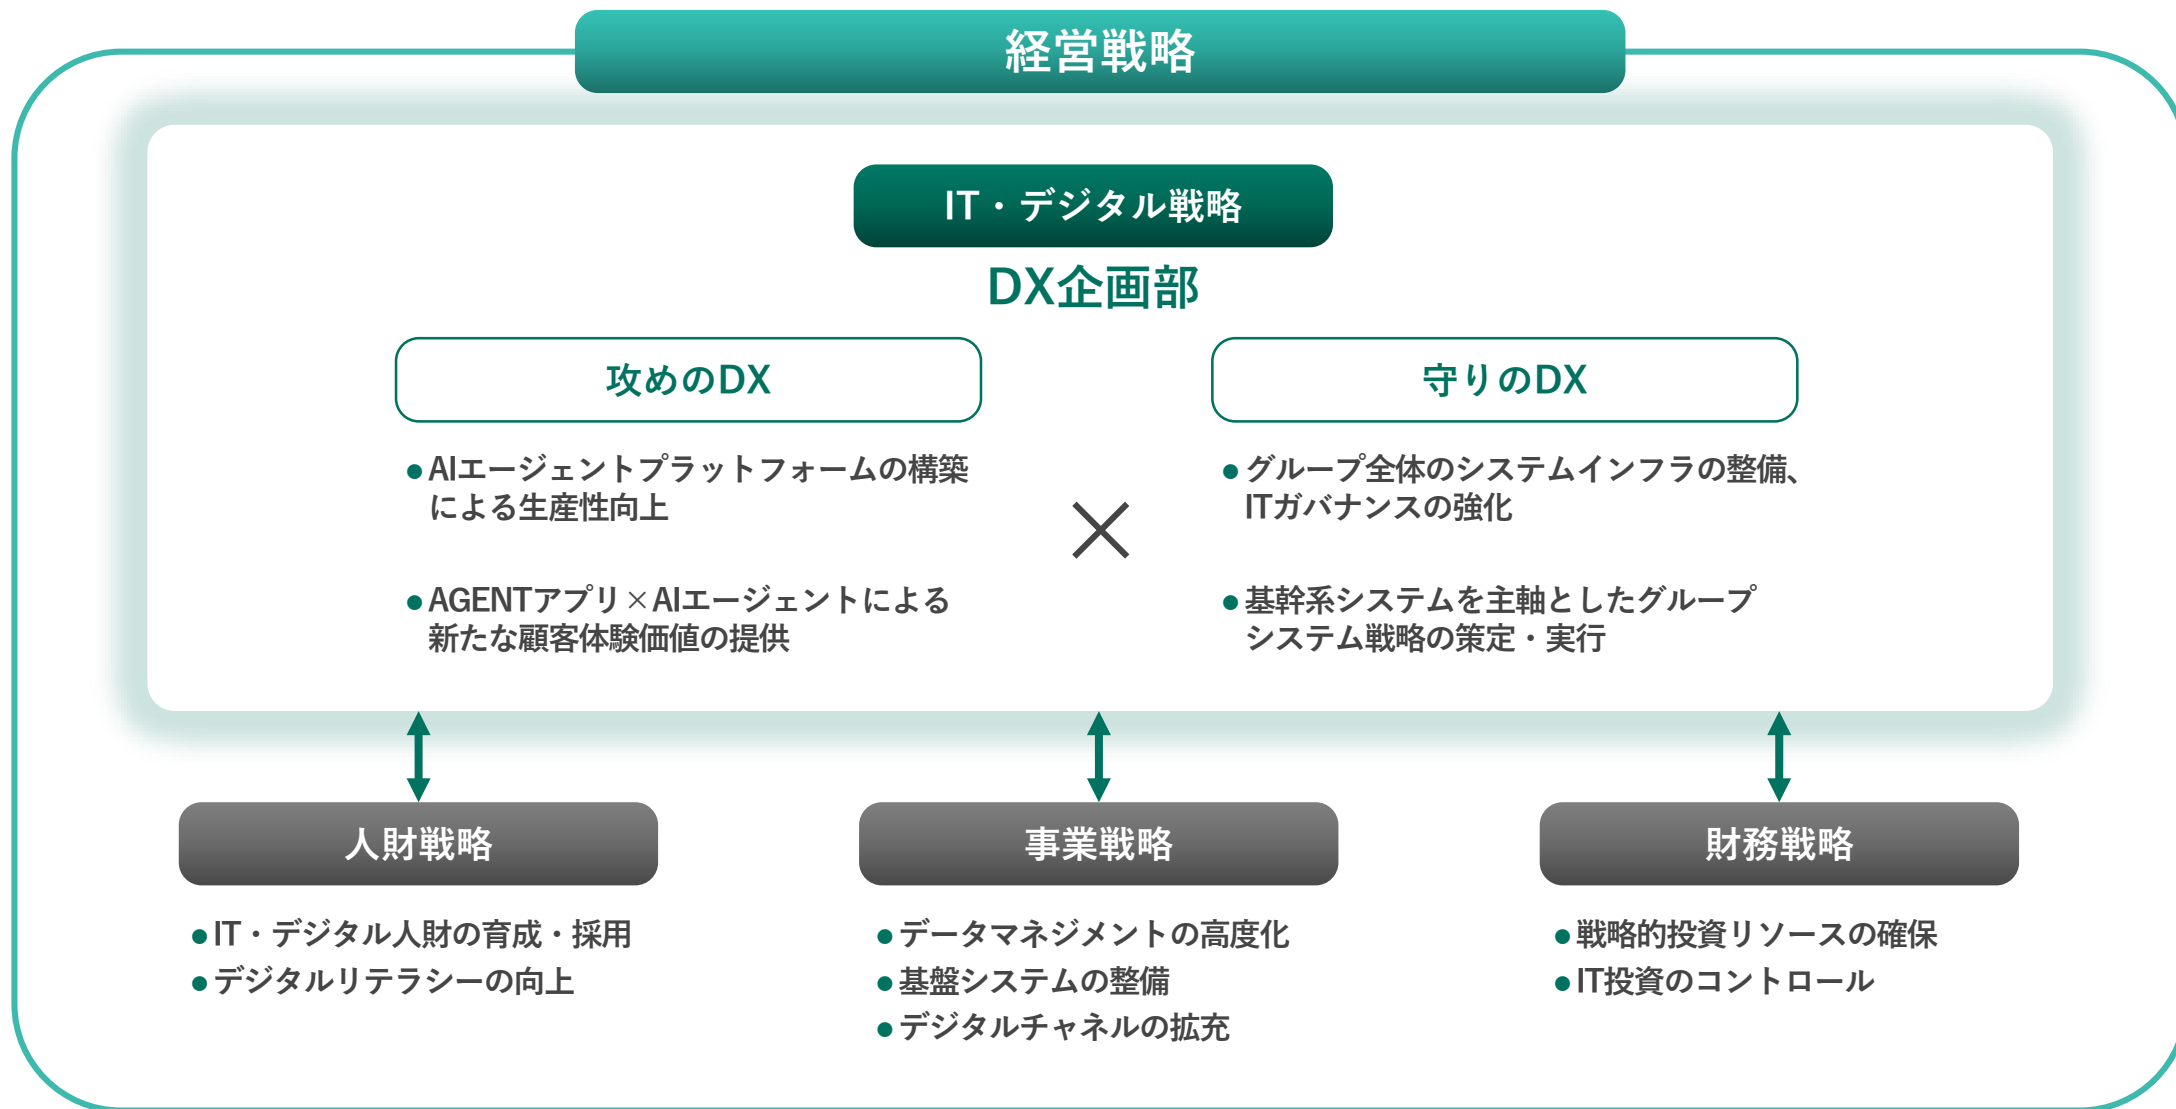 経営戦略
IT・デジタル戦略
DX企画部
攻めのDX
●AIエージェントプラットフォームの構築
による生産性向上
●AGENTアプリ×AIエージェントによる
新たな顧客体験価値の提供
×
守りのDX
●グループ全体のシステムインフラの整備、
ITガバナンスの強化
●基幹系システムを主軸としたグループ
システム戦略の策定・実行
人財戦略
●IT・デジタル人財の育成・採用
●デジタルリテラシーの向上
事業戦略
●データマネジメントの高度化
●基盤システムの整備
●デジタルチャネルの拡充
財務戦略
●戦略的投資リソースの確保
●IT投資のコントロール